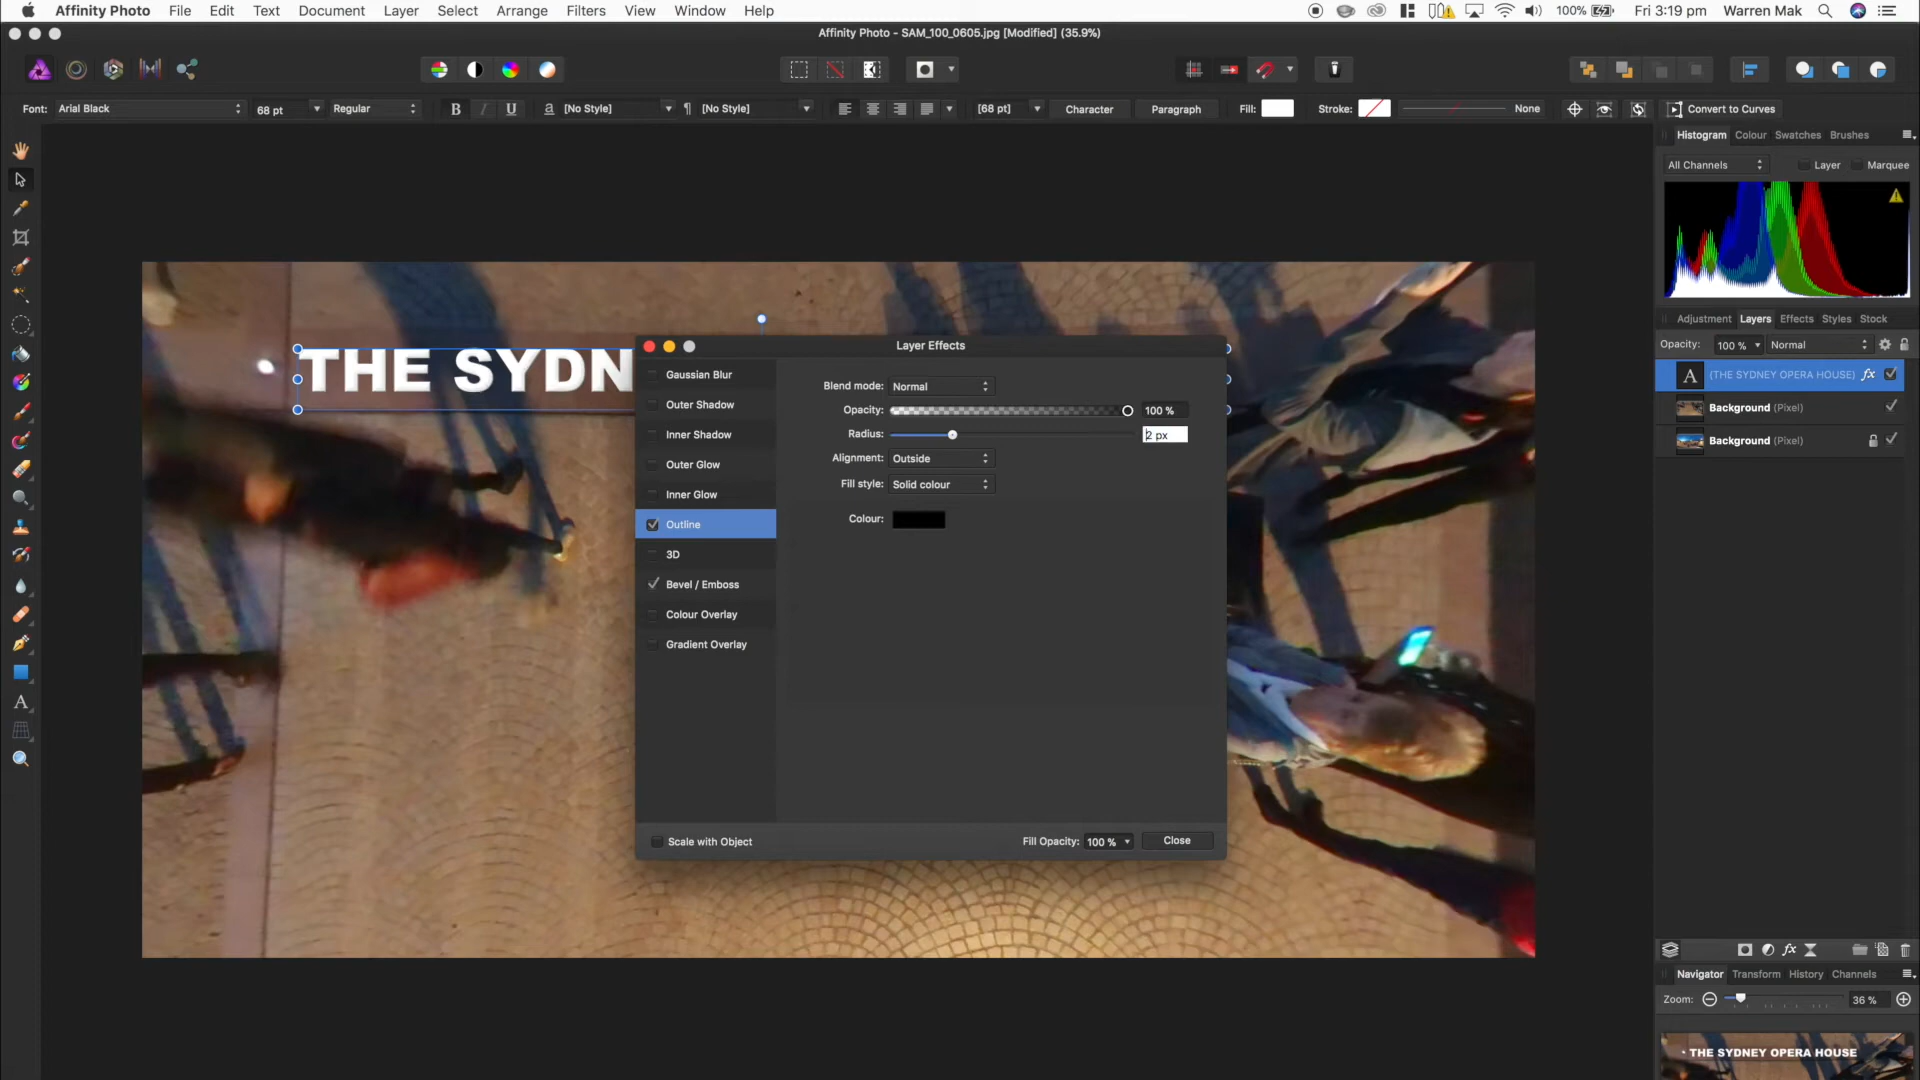 Affinity Photo File Edit Text Document Layer Select Arrange Filters View Window Help 100% Fri 3:19 pm Warren Mak
Affinity Photo - SAM_100_0605.jpg [Modified] (35.9%)
Font: Arial Black 68 pt Regular B I U a [No Style] ¶ [No Style] [68 pt] Character Paragraph Fill: Stroke: None Convert to Curves
Histogram Colour Swatches Brushes
All Channels Layer Marquee
Adjustment Layers Effects Styles Stock
Opacity: 100 % Normal
A (THE SYDNEY OPERA HOUSE) fx
Background (Pixel)
Background (Pixel)
THE SYDN
Layer Effects
Gaussian Blur
Outer Shadow
Inner Shadow
Outer Glow
Inner Glow
Outline
3D
Bevel / Emboss
Colour Overlay
Gradient Overlay
Blend mode: Normal
Opacity: 100 %
Radius: 2 px
Alignment: Outside
Fill style: Solid colour
Colour:
Scale with Object Fill Opacity: 100 % Close
A
fx
Navigator Transform History Channels
Zoom: 36 %
THE SYDNEY OPERA HOUSE